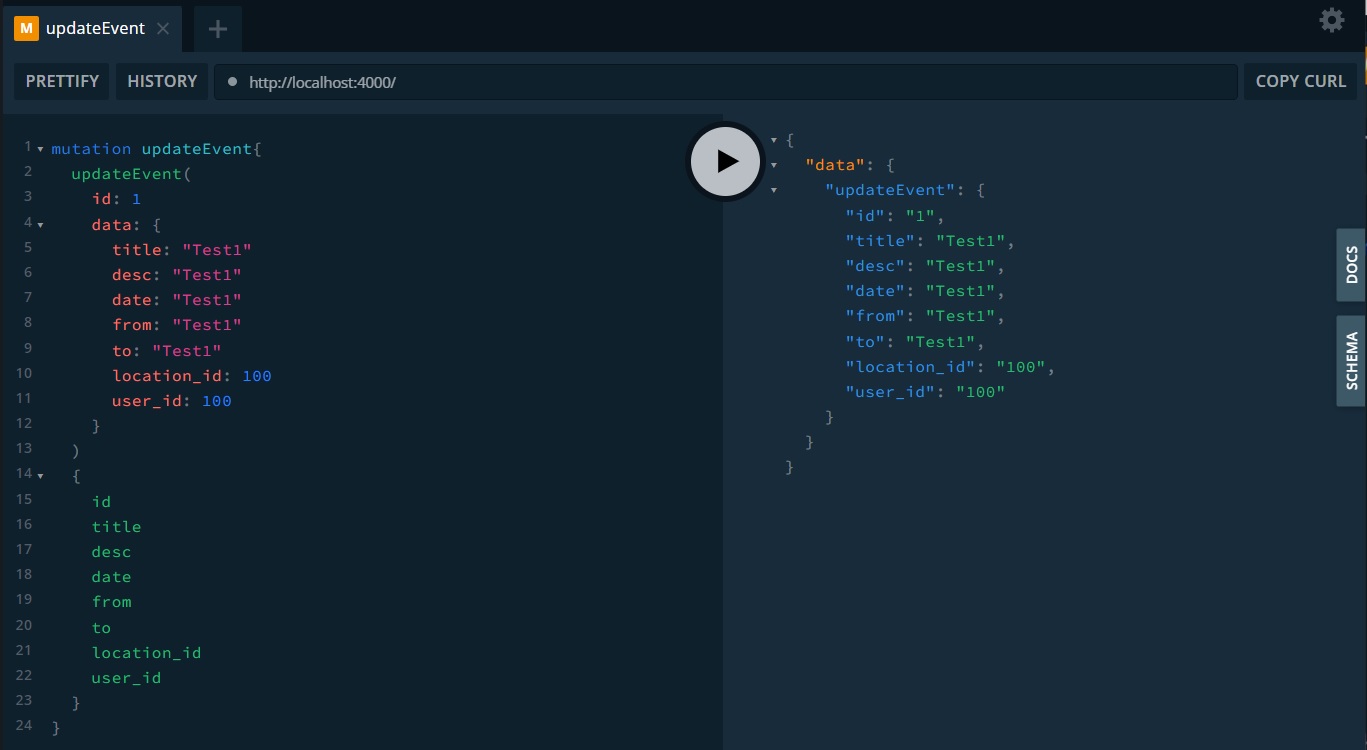 M updateEvent
PRETTIFY HISTORY http://localhost:4000/ COPY CURL
1 mutation updateEvent{
2 updateEvent(
3 id: 1
4 data: {
5 title: "Test1"
6 desc: "Test1"
7 date: "Test1"
8 from: "Test1"
9 to: "Test1"
10 location_id: 100
11 user_id: 100
12 }
13 )
14 {
15 id
16 title
17 desc
18 date
19 from
20 to
21 location_id
22 user_id
23 }
24 }
{
"data": {
"updateEvent": {
"id": "1",
"title": "Test1",
"desc": "Test1",
"date": "Test1",
"from": "Test1",
"to": "Test1",
"location_id": "100",
"user_id": "100"
}
}
}
DOCS
SCHEMA